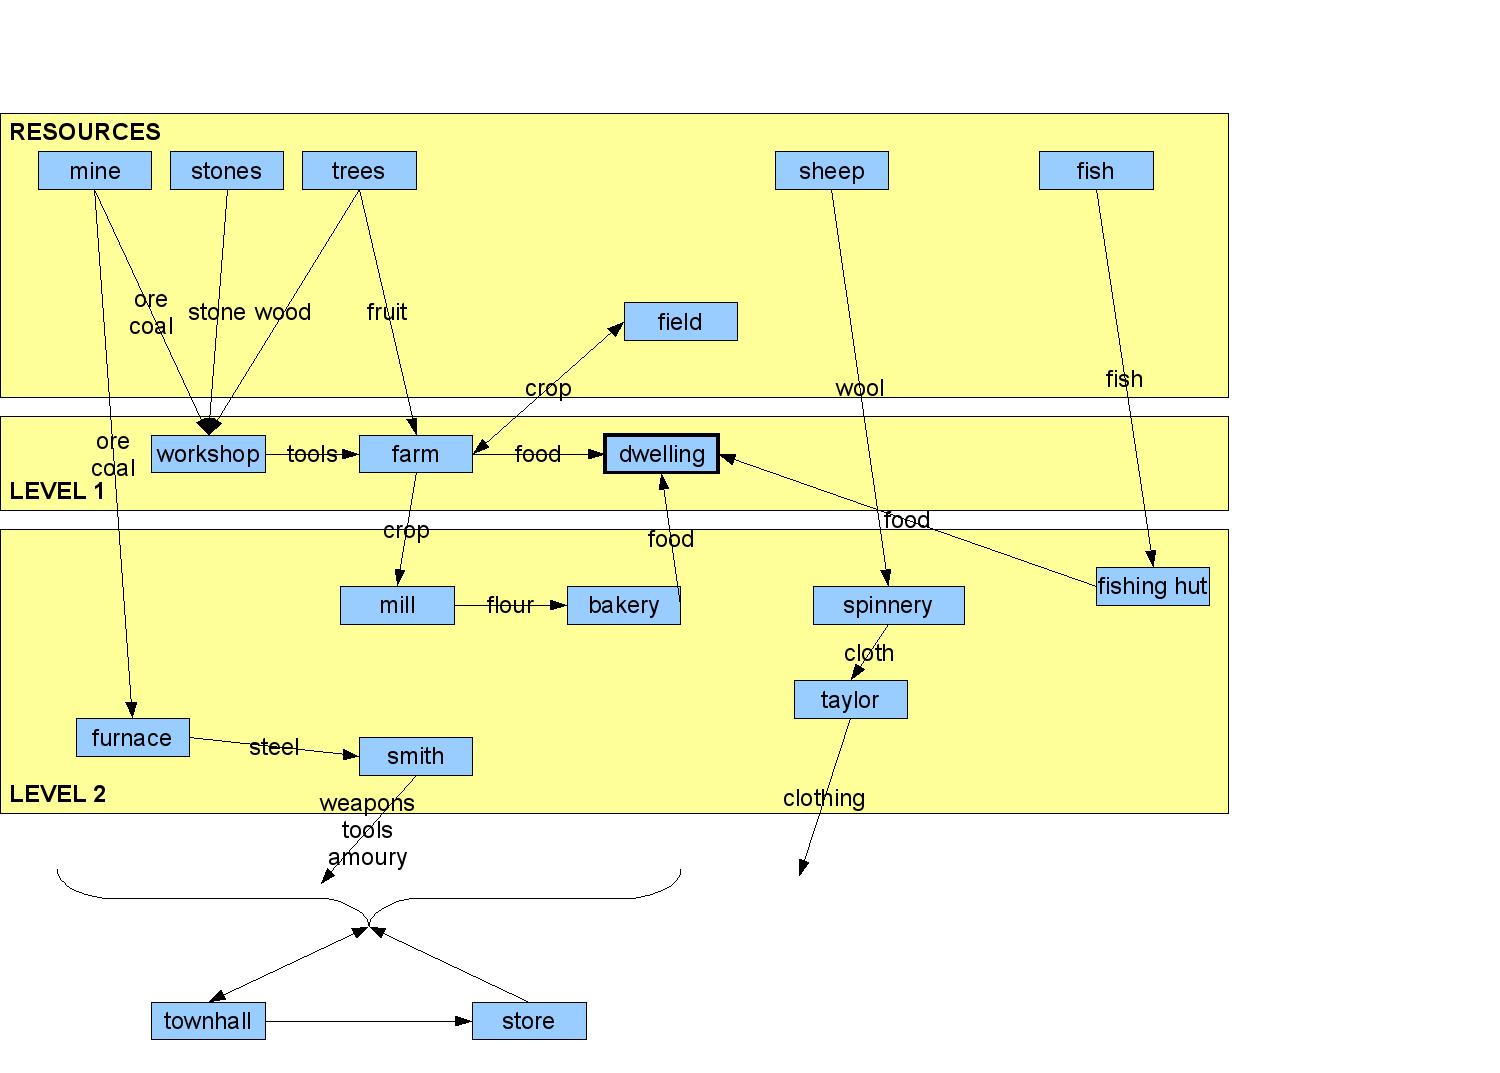 RESOURCES
mine
stones
trees
sheep
fish
ore
coal
stone
wood
fruit
field
crop
wool
fish
ore
coal
workshop
tools
farm
food
dwelling
LEVEL 1
crop
food
food
mill
flour
bakery
spinnery
fishing hut
cloth
taylor
furnace
steel
smith
LEVEL 2
weapons
tools
amoury
clothing
townhall
store